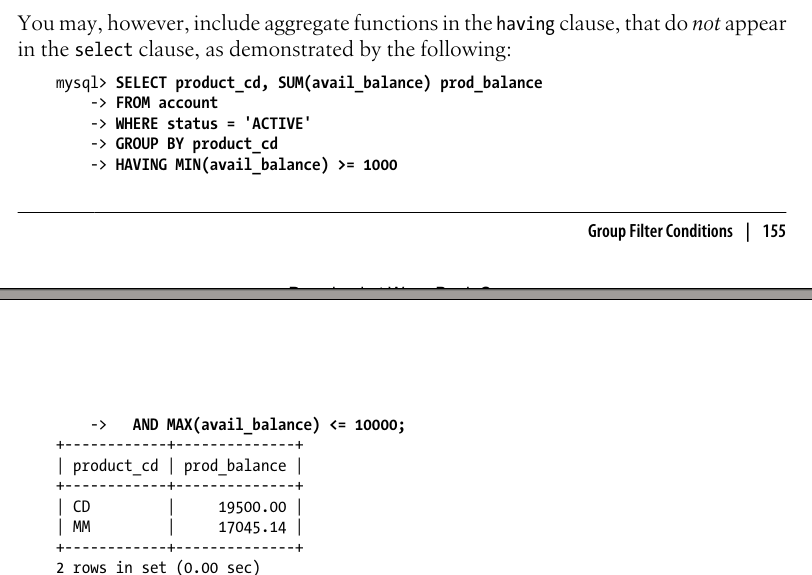 You may, however, include aggregate functions in the having clause, that do not appear
in the select clause, as demonstrated by the following:
mysql> SELECT product_cd, SUM(avail_balance) prod_balance
-> FROM account
-> WHERE status = 'ACTIVE'
-> GROUP BY product_cd
-> HAVING MIN(avail_balance) >= 1000
Group Filter Conditions | 155
-> AND MAX(avail_balance) <= 10000;
+------------+--------------+
| product_cd | prod_balance |
+------------+--------------+
| CD | 19500.00 |
| MM | 17045.14 |
+------------+--------------+
2 rows in set (0.00 sec)